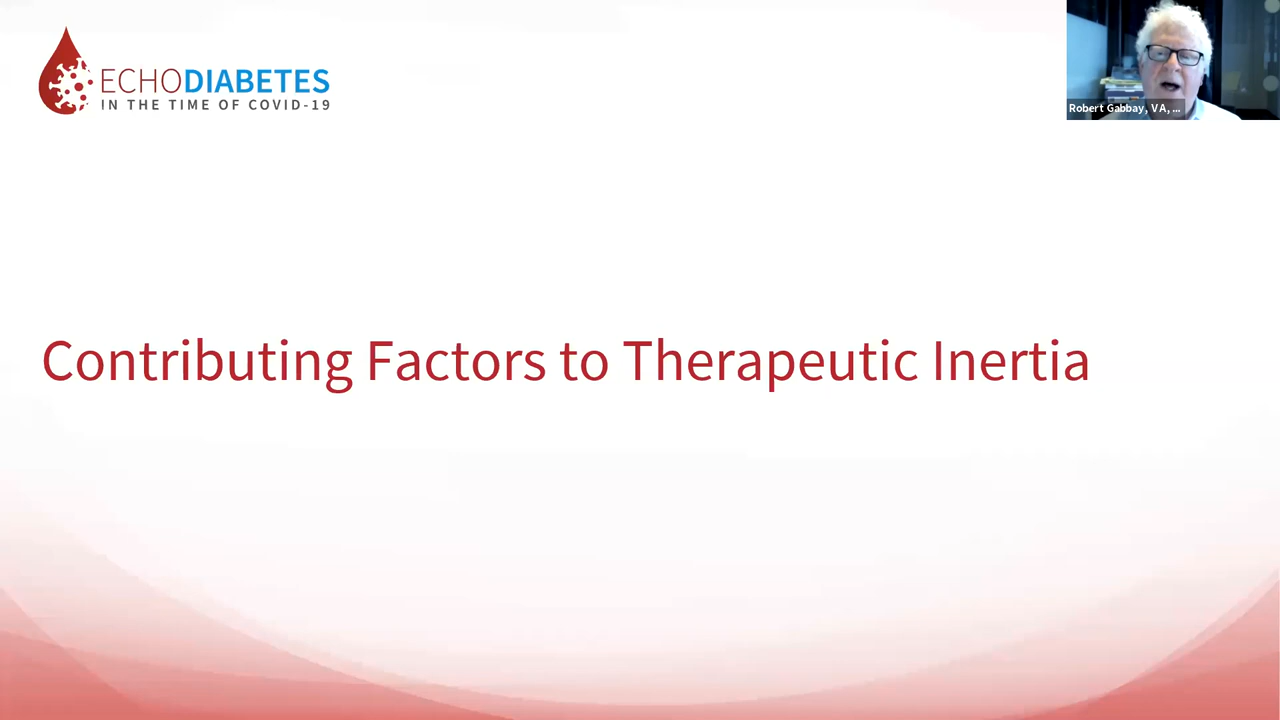 ECHODIABETES
IN THE TIME OF COVID-19
Robert Gabbay, VA, ...
Contributing Factors to Therapeutic Inertia